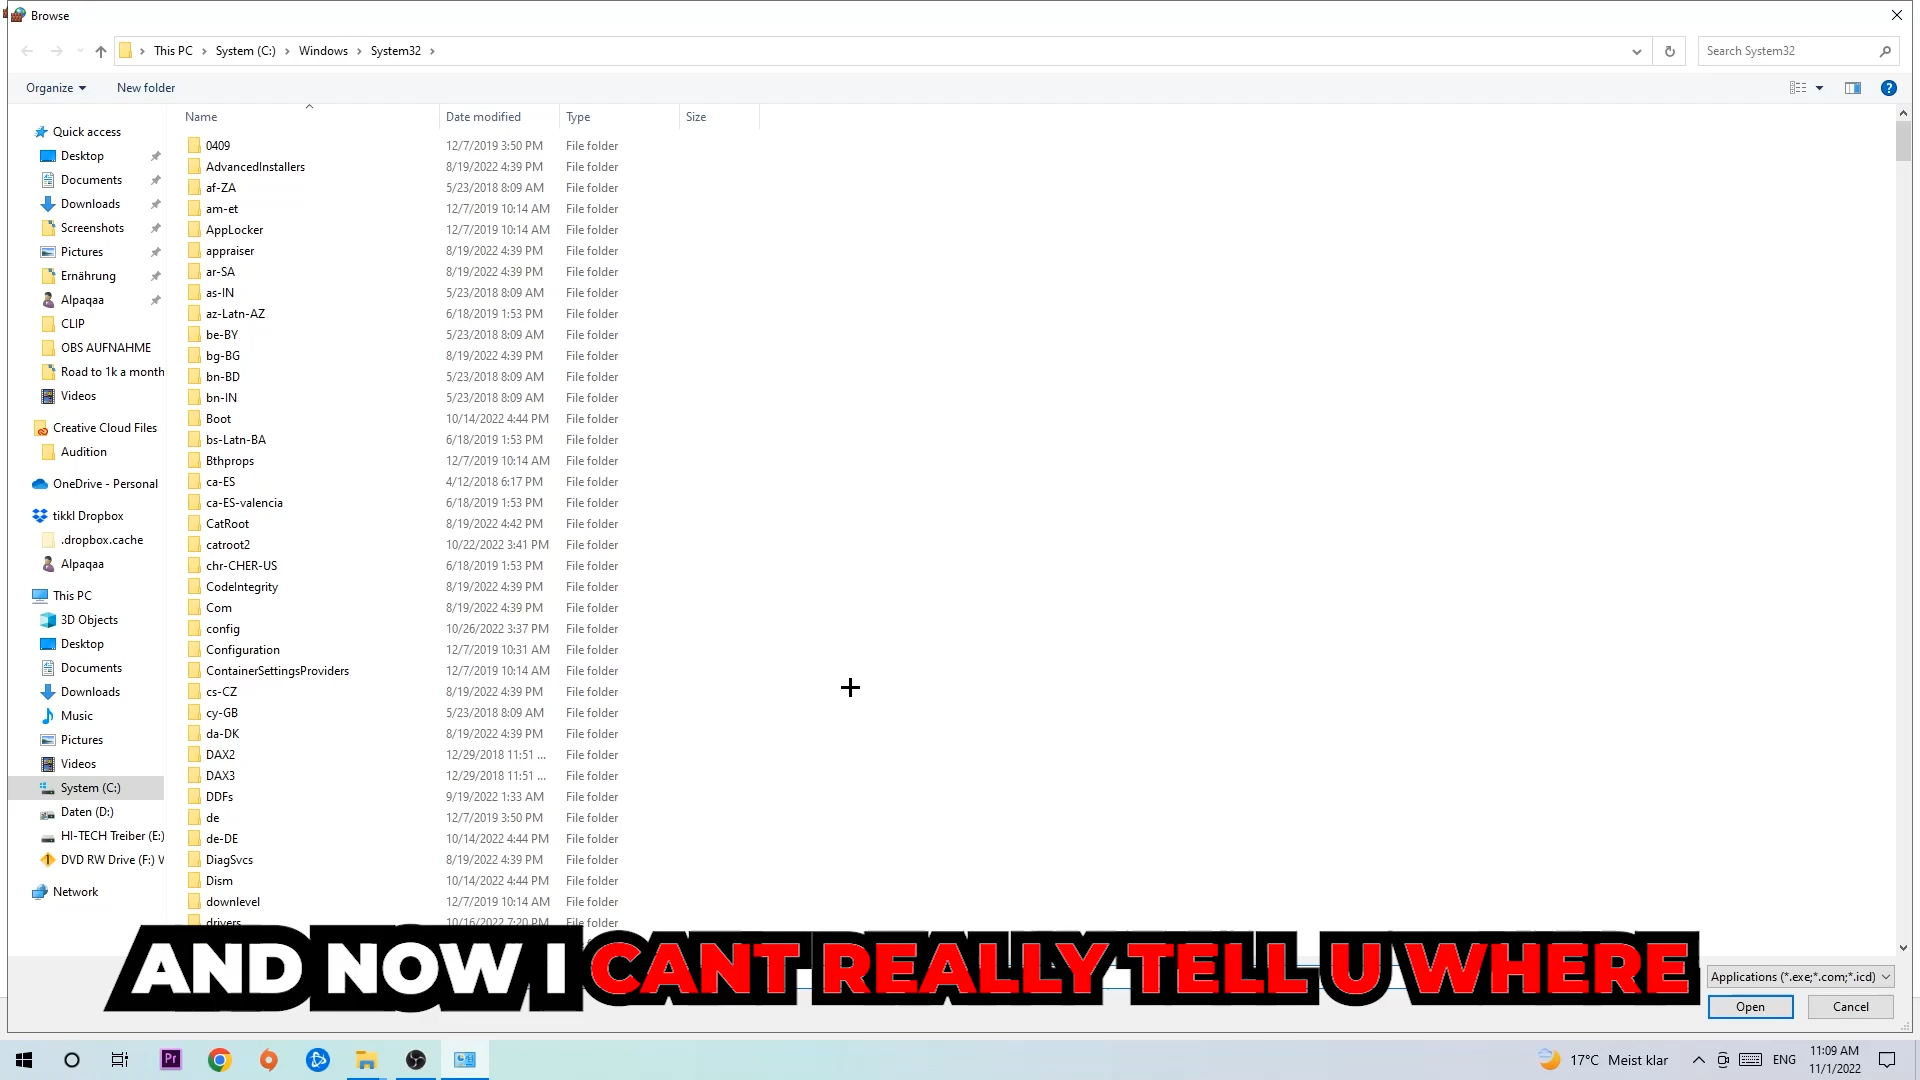 Browse
This PC > System (C:) > Windows > System32 >
Search System32
Organize
New folder
Name
Date modified
Type
Size
Quick access
Desktop
Documents
Downloads
Screenshots
Pictures
Ernährung
Alpaqaa
CLIP
OBS AUFNAHME
Road to 1k a month
Videos
Creative Cloud Files
Audition
OneDrive - Personal
tikkl Dropbox
.dropbox.cache
Alpaqaa
This PC
3D Objects
Desktop
Documents
Downloads
Music
Pictures
Videos
System (C:)
Daten (D:)
HI-TECH Treiber (E:)
DVD RW Drive (F:) V
Network
0409 12/7/2019 3:50 PM File folder
AdvancedInstallers 8/19/2022 4:39 PM File folder
af-ZA 5/23/2018 8:09 AM File folder
am-et 12/7/2019 10:14 AM File folder
AppLocker 12/7/2019 10:14 AM File folder
appraiser 8/19/2022 4:39 PM File folder
ar-SA 8/19/2022 4:39 PM File folder
as-IN 5/23/2018 8:09 AM File folder
az-Latn-AZ 6/18/2019 1:53 PM File folder
be-BY 5/23/2018 8:09 AM File folder
bg-BG 8/19/2022 4:39 PM File folder
bn-BD 5/23/2018 8:09 AM File folder
bn-IN 5/23/2018 8:09 AM File folder
Boot 10/14/2022 4:44 PM File folder
bs-Latn-BA 6/18/2019 1:53 PM File folder
Bthprops 12/7/2019 10:14 AM File folder
ca-ES 4/12/2018 6:17 PM File folder
ca-ES-valencia 6/18/2019 1:53 PM File folder
CatRoot 8/19/2022 4:42 PM File folder
catroot2 10/22/2022 3:41 PM File folder
chr-CHER-US 6/18/2019 1:53 PM File folder
CodeIntegrity 8/19/2022 4:39 PM File folder
Com 8/19/2022 4:39 PM File folder
config 10/26/2022 3:37 PM File folder
Configuration 12/7/2019 10:31 AM File folder
ContainerSettingsProviders 12/7/2019 10:14 AM File folder
cs-CZ 8/19/2022 4:39 PM File folder
cy-GB 5/23/2018 8:09 AM File folder
da-DK 8/19/2022 4:39 PM File folder
DAX2 12/29/2018 11:51 ... File folder
DAX3 12/29/2018 11:51 ... File folder
DDFs 9/19/2022 1:33 AM File folder
de 12/7/2019 3:50 PM File folder
de-DE 10/14/2022 4:44 PM File folder
DiagSvcs 8/19/2022 4:39 PM File folder
Dism 10/14/2022 4:44 PM File folder
downlevel 12/7/2019 10:14 AM File folder
drivers 10/16/2022 7:20 PM File folder
AND NOW I CANT REALLY TELL U WHERE
Applications (*.exe;*.com;*.icd)
Open
Cancel
Pr
17°C Meist klar
ENG
11:09 AM
11/1/2022